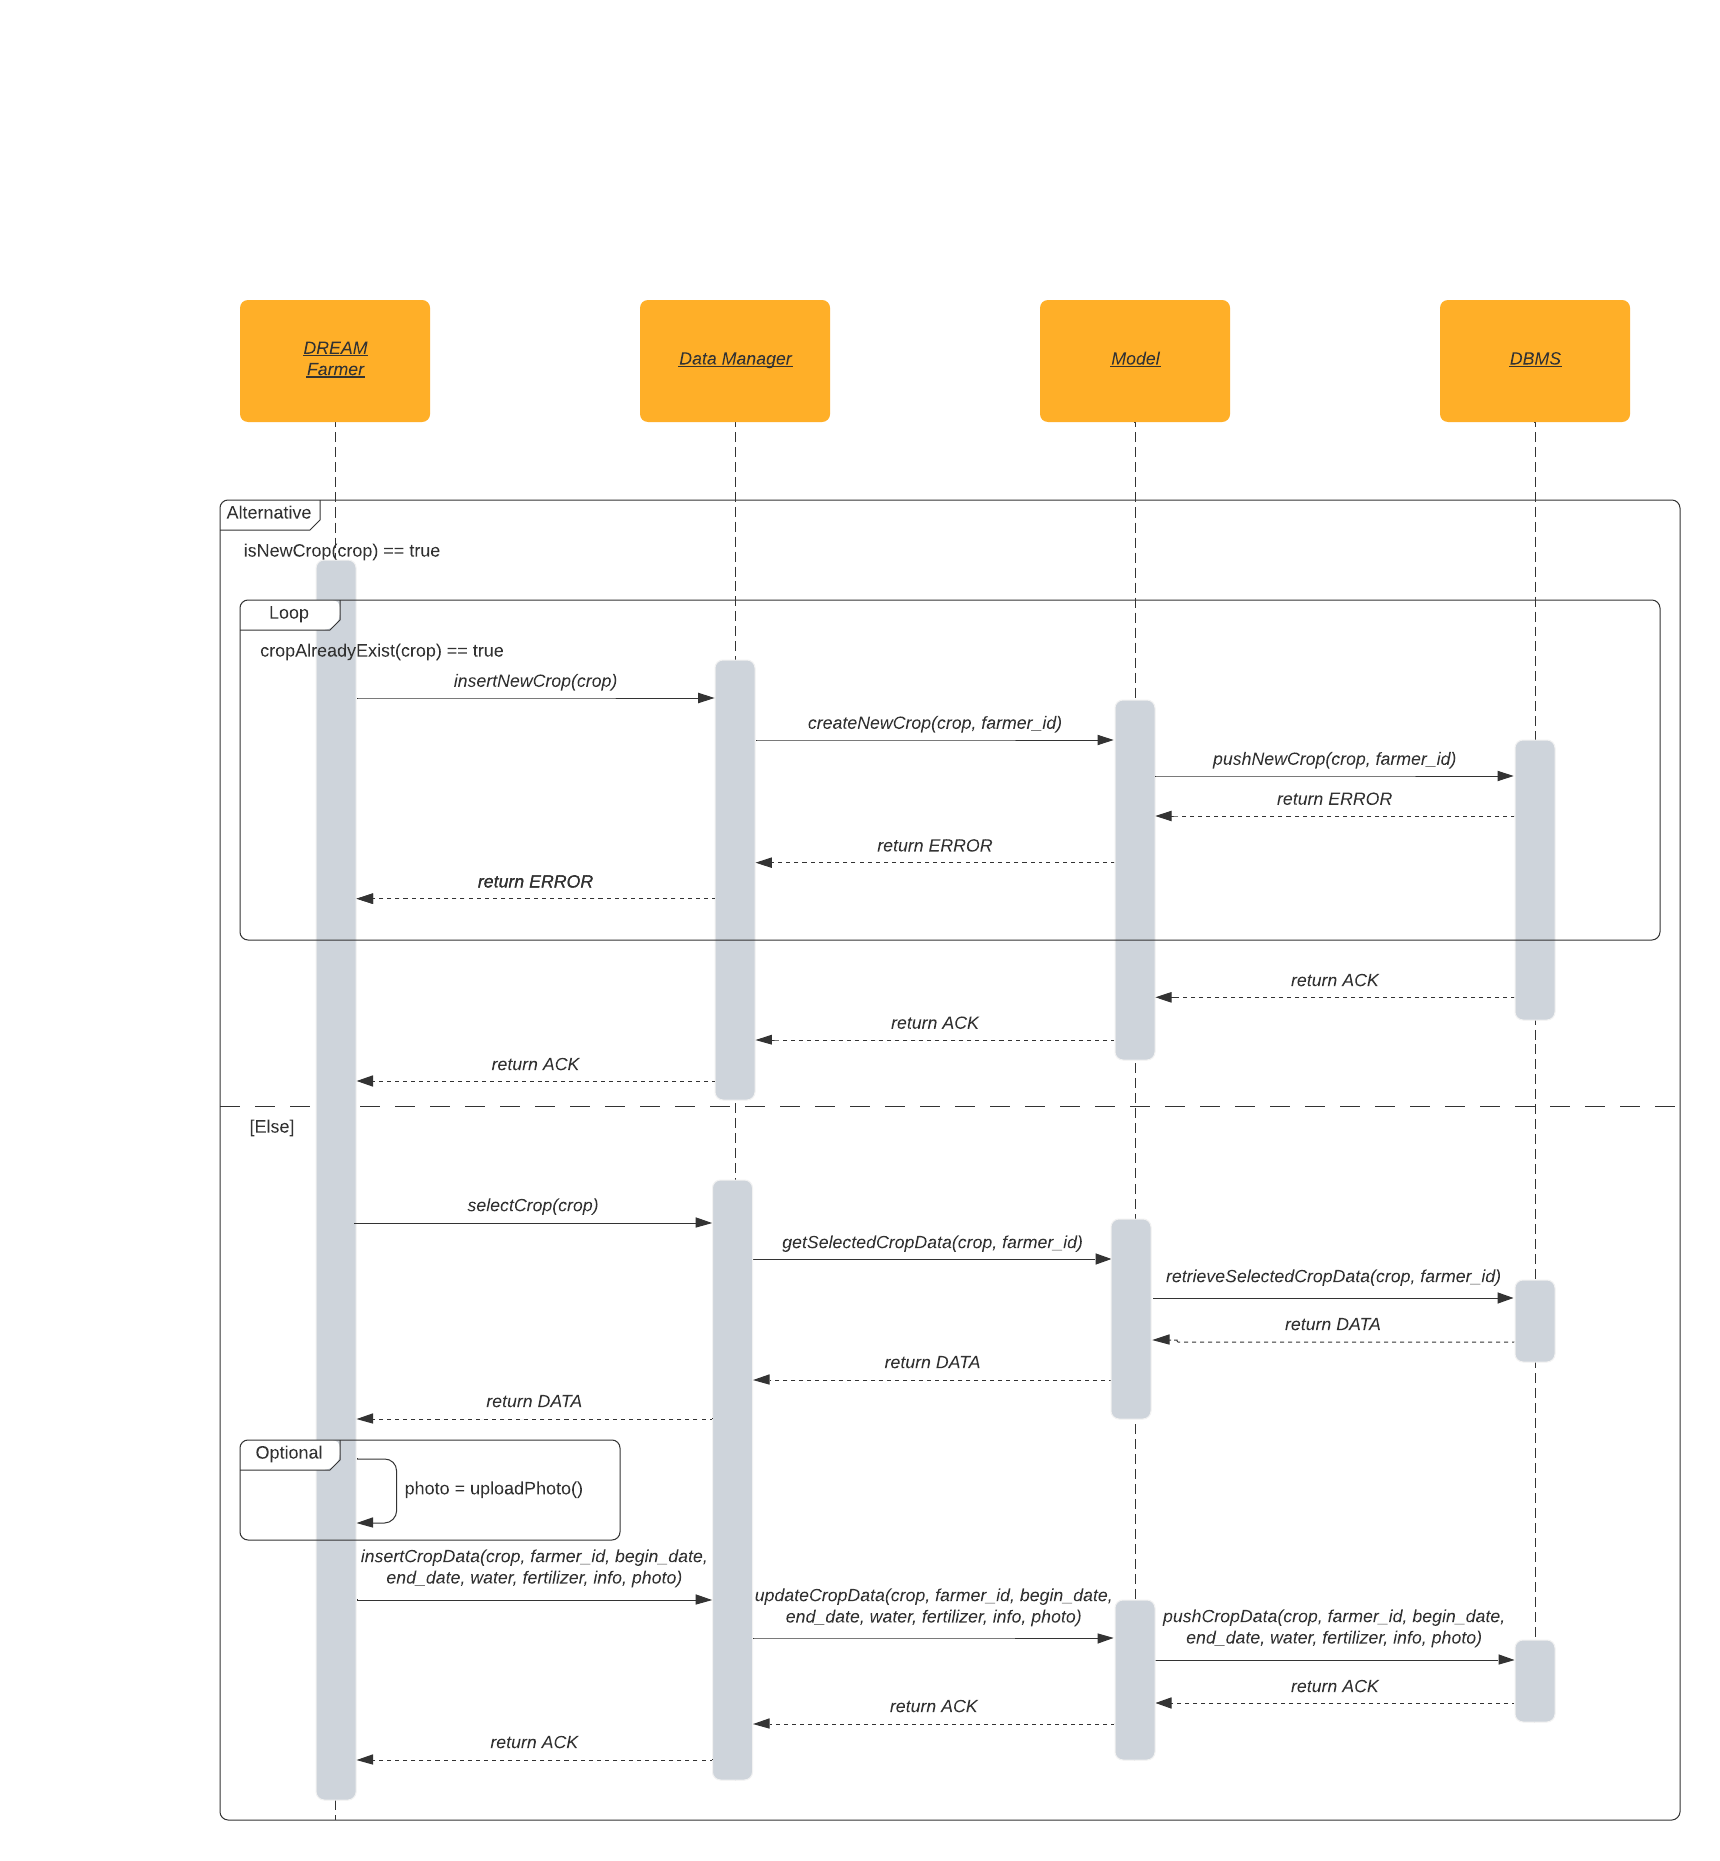 DREAM
Farmer
Data Manager
Model
DBMS
Alternative
isNewCrop(crop) == true
Loop
cropAlreadyExist(crop) == true
insertNewCrop(crop)
createNewCrop(crop, farmer_id)
pushNewCrop(crop, farmer_id)
return ERROR
return ERROR
return ERROR
return ACK
return ACK
return ACK
[Else]
selectCrop(crop)
getSelectedCropData(crop, farmer_id)
retrieveSelectedCropData(crop, farmer_id)
return DATA
return DATA
return DATA
Optional
photo = uploadPhoto()
insertCropData(crop, farmer_id, begin_date,
end_date, water, fertilizer, info, photo)
updateCropData(crop, farmer_id, begin_date,
end_date, water, fertilizer, info, photo)
pushCropData(crop, farmer_id, begin_date,
end_date, water, fertilizer, info, photo)
return ACK
return ACK
return ACK